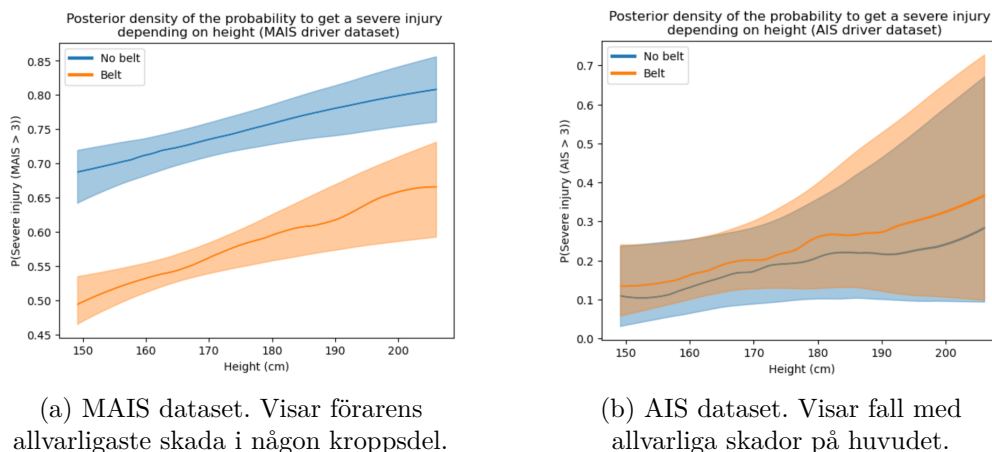 Posterior density of the probability to get a severe injury
depending on height (MAIS driver dataset)
No belt
Belt
P(Severe injury (MAIS > 3))
0.85
0.80
0.75
0.70
0.65
0.60
0.55
0.50
0.45
150 160 170 180 190 200
Height (cm)
(a) MAIS dataset. Visar förarens
allvarligaste skada i någon kroppsdel.
Posterior density of the probability to get a severe injury
depending on height (AIS driver dataset)
No belt
Belt
P(Severe injury (AIS > 3))
0.7
0.6
0.5
0.4
0.3
0.2
0.1
0.0
150 160 170 180 190 200
Height (cm)
(b) AIS dataset. Visar fall med
allvarliga skador på huvudet.